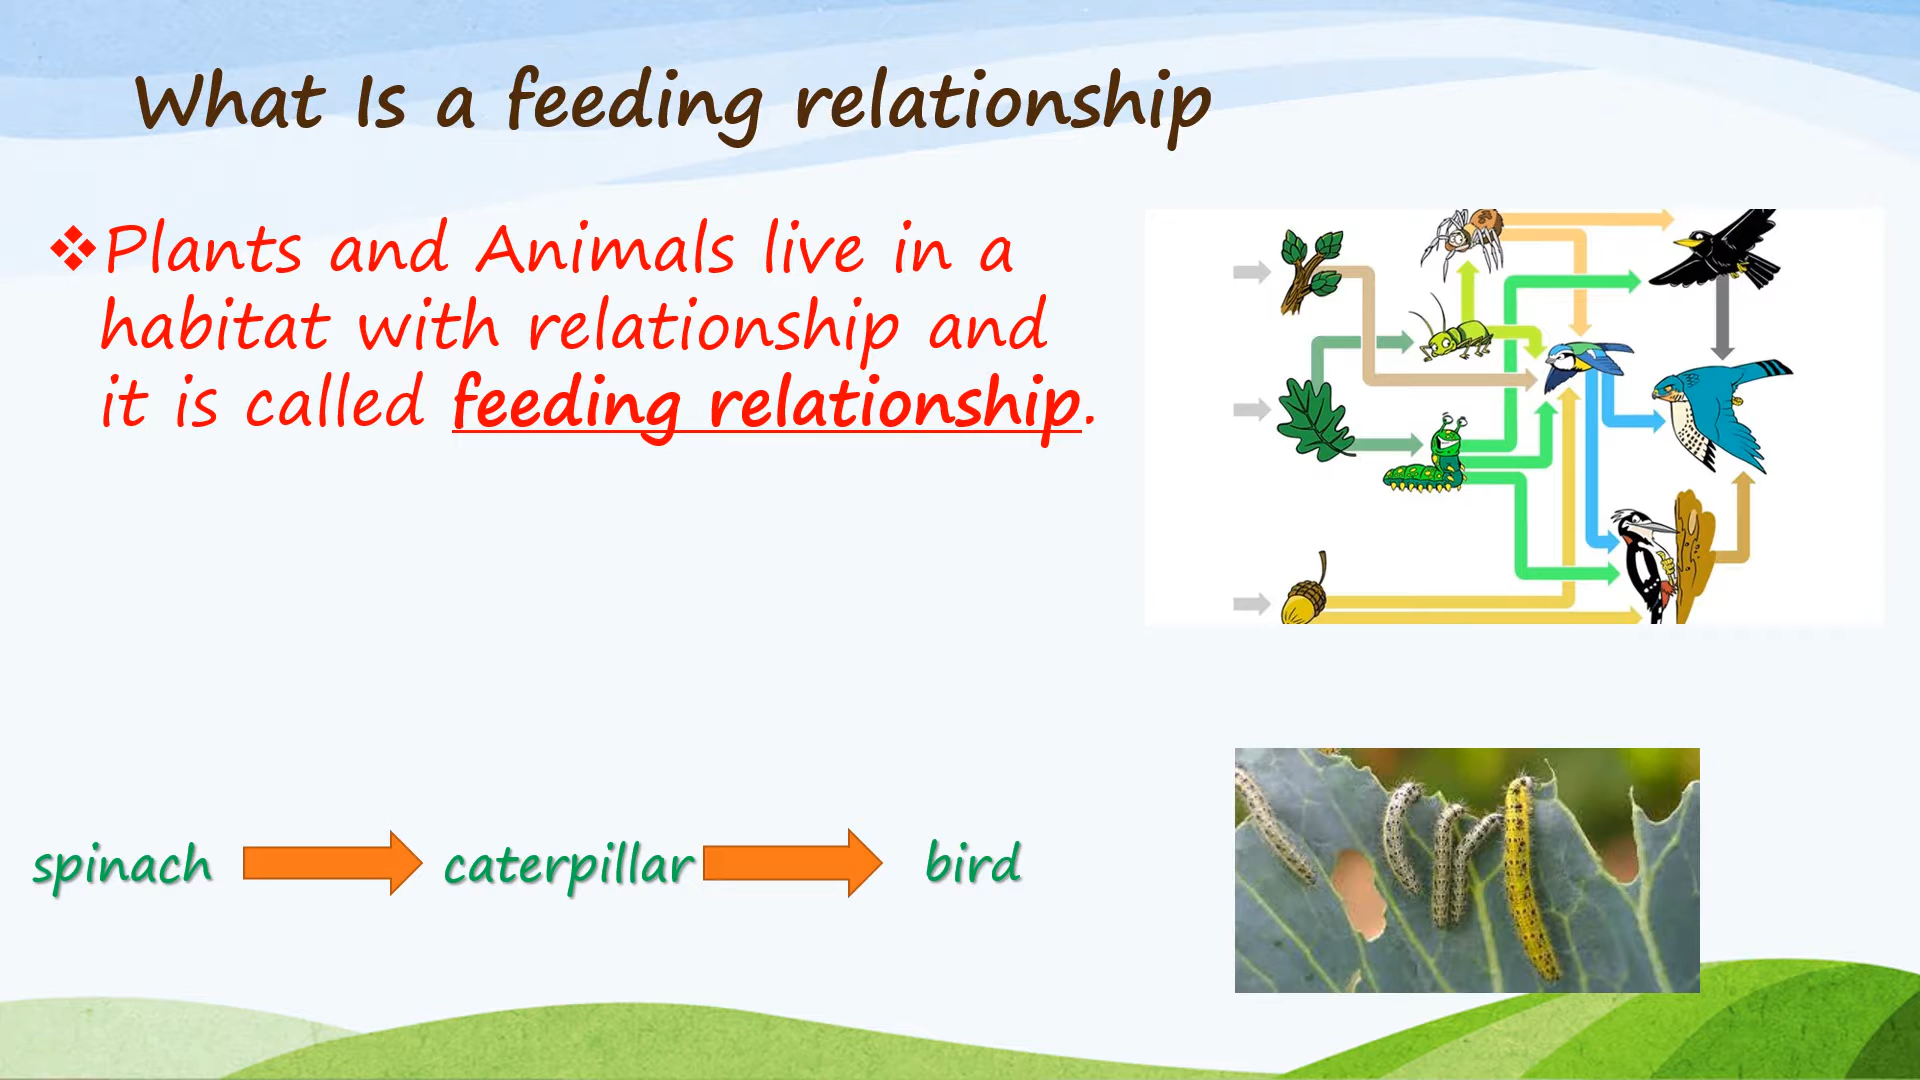 What Is a feeding relationship
❖Plants and Animals live in a
habitat with relationship and
it is called feeding relationship.
spinach caterpillar bird